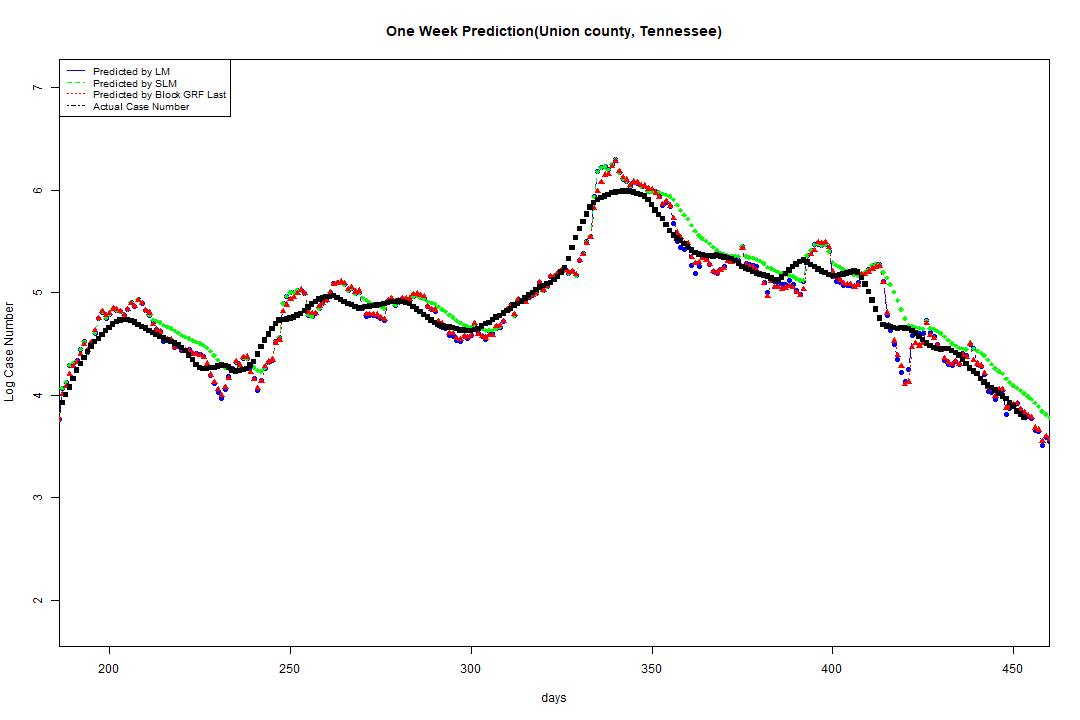 One Week Prediction(Union county, Tennessee)
Predicted by LM
Predicted by SLM
Predicted by Block GRF Last
Actual Case Number
Log Case Number
7
6
5
4
3
2
200
250
300
350
400
450
days